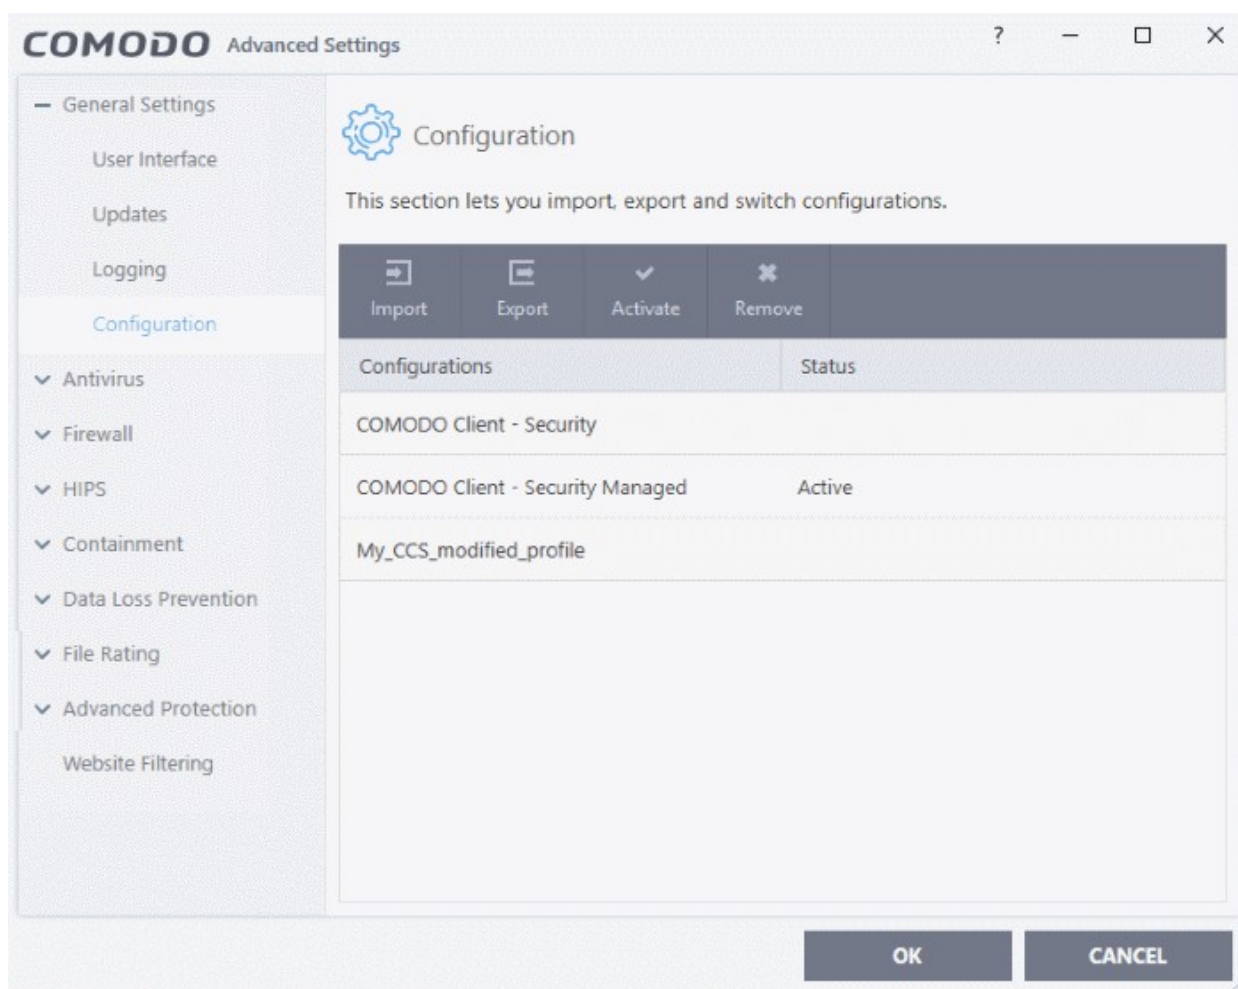 COMODO Advanced Settings ?
General Settings
User Interface
Updates
Logging
Configuration
Antivirus
Firewall
HIPS
Containment
Data Loss Prevention
File Rating
Advanced Protection
Website Filtering
Configuration
This section lets you import, export and switch configurations.
Import Export Activate Remove
Configurations Status
COMODO Client - Security
COMODO Client - Security Managed Active
My_CCS_modified_profile
OK CANCEL